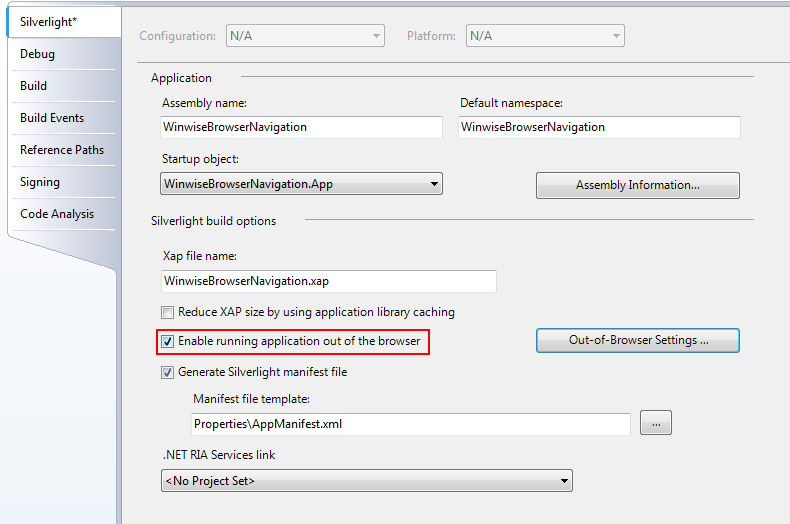 Silverlight*
Debug
Build
Build Events
Reference Paths
Signing
Code Analysis
Configuration: N/A Platform: N/A
Application
Assembly name: Default namespace:
WinwiseBrowserNavigation WinwiseBrowserNavigation
Startup object:
WinwiseBrowserNavigation.App Assembly Information...
Silverlight build options
Xap file name:
WinwiseBrowserNavigation.xap
Reduce XAP size by using application library caching
Enable running application out of the browser Out-of-Browser Settings ...
Generate Silverlight manifest file
Manifest file template:
Properties\AppManifest.xml ...
.NET RIA Services link
<No Project Set>